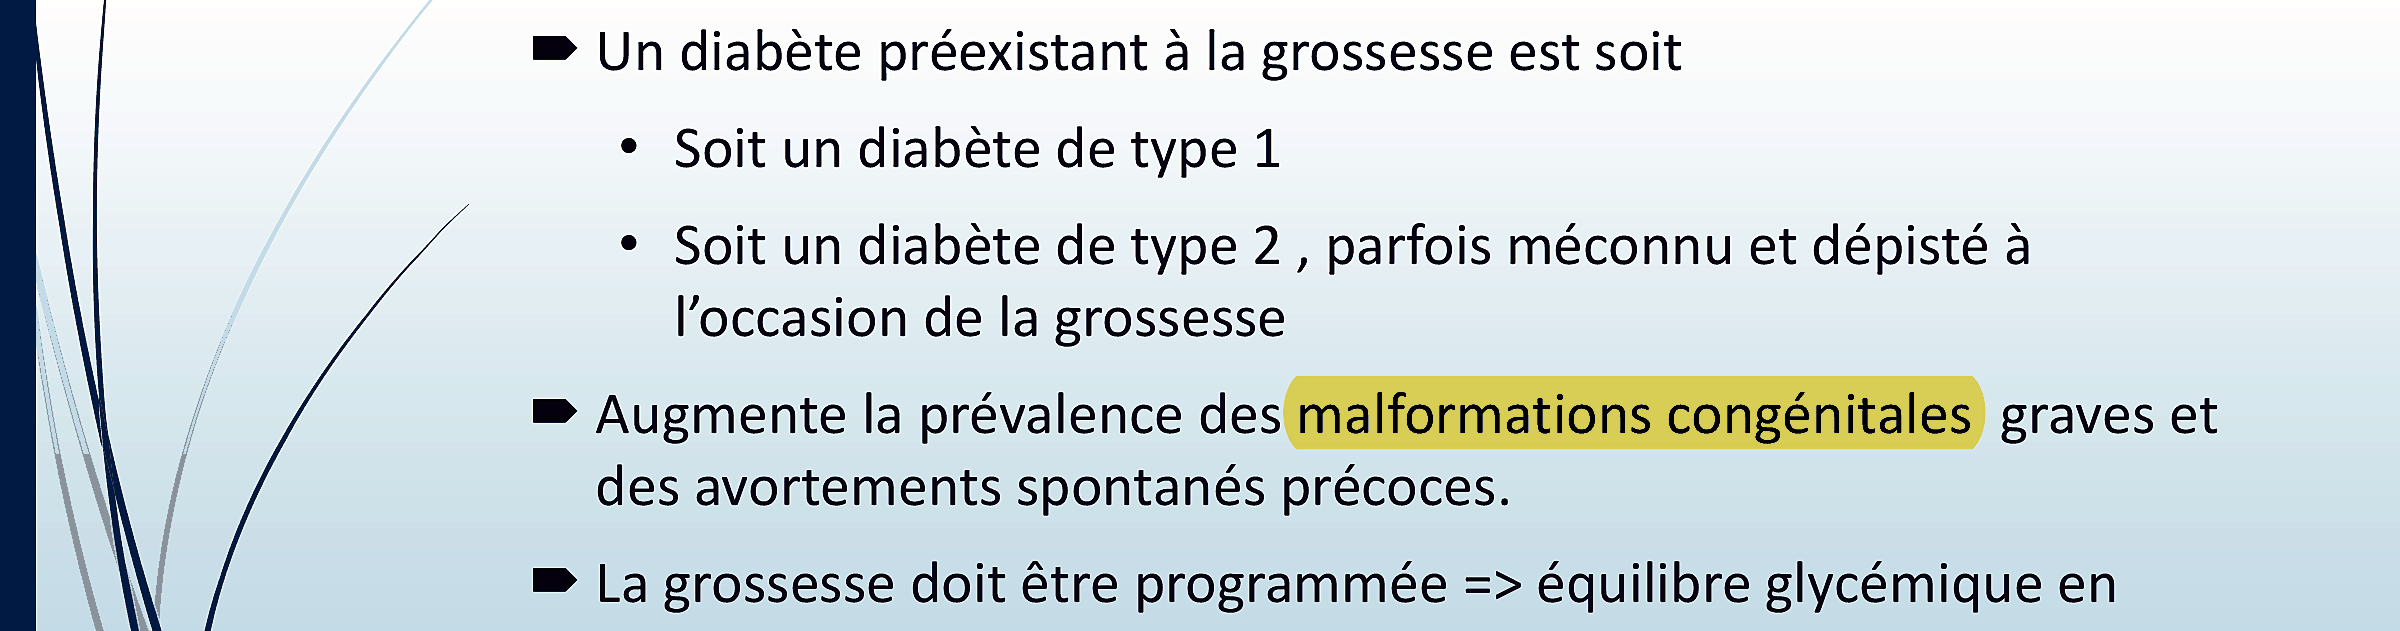 Un diabète préexistant à la grossesse est soit
• Soit un diabète de type 1
• Soit un diabète de type 2 , parfois méconnu et dépisté à
l’occasion de la grossesse
Augmente la prévalence des malformations congénitales graves et
des avortements spontanés précoces.
La grossesse doit être programmée => équilibre glycémique en